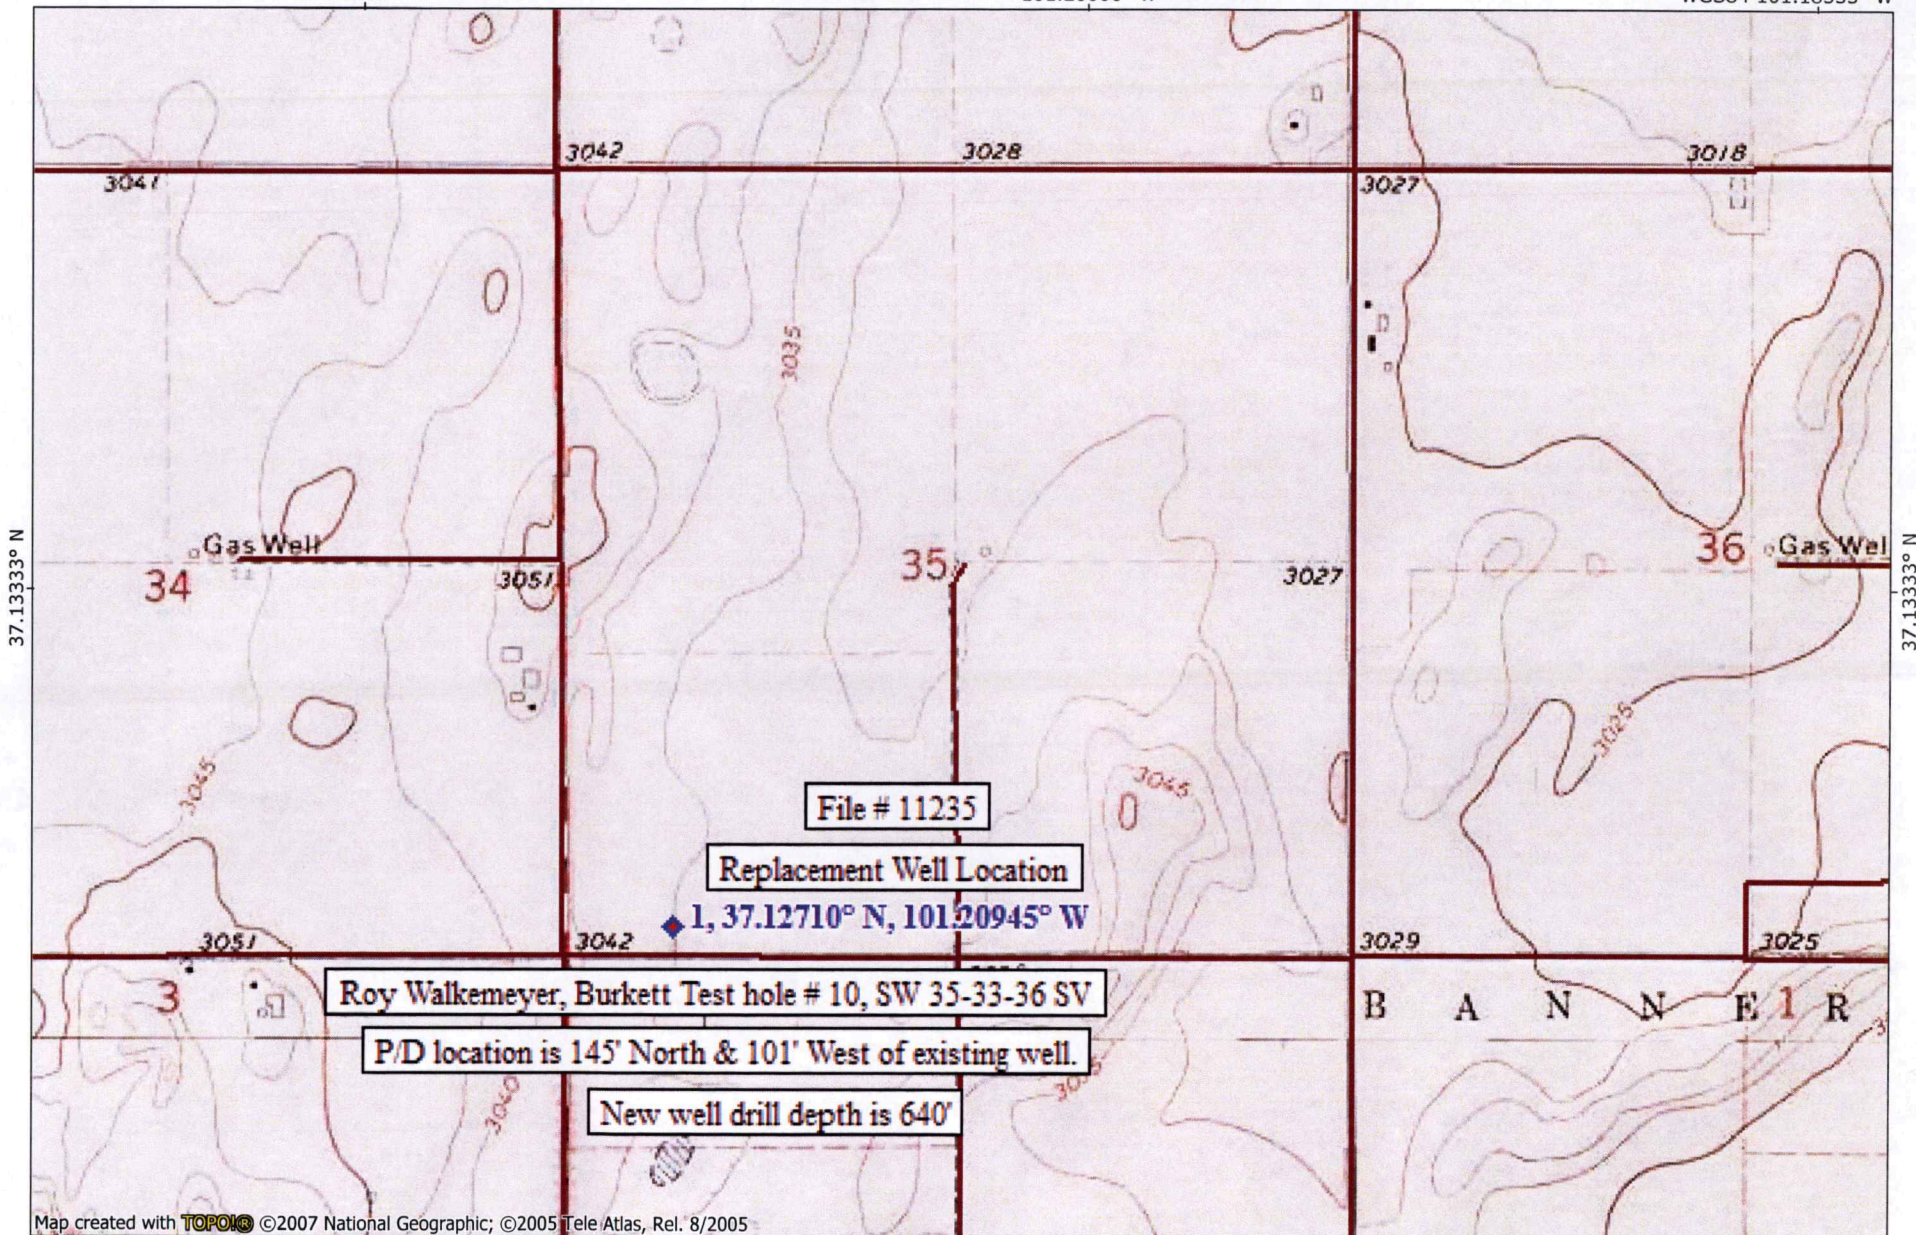 3042
3028
3018
3041
3027
3035
Gas Well
35
36
Gas Wel
34
3051
3027
37.13333° N
37.13333° N
3025
3045
3045
File # 11235
Replacement Well Location
1, 37.12710° N, 101.20945° W
3051
3042
3029
3025
3
Roy Walkemeyer, Burkett Test hole # 10, SW 35-33-36 SV
B A N N E R
1
P/D location is 145' North & 101' West of existing well.
3040
New well drill depth is 640'
Map created with TOPO!® ©2007 National Geographic; ©2005 Tele Atlas, Rel. 8/2005